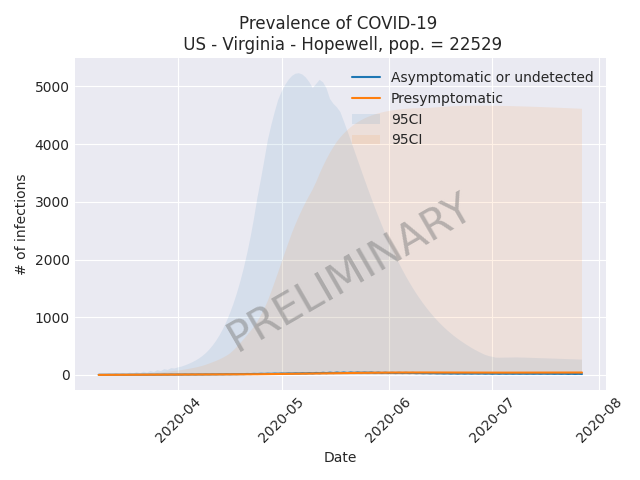 Prevalence of COVID-19
US - Virginia - Hopewell, pop. = 22529
Asymptomatic or undetected
Presymptomatic
95CI
95CI
5000
4000
3000
2000
1000
0
# of infections
PRELIMINARY
2020-04
2020-05
2020-06
2020-07
2020-08
Date